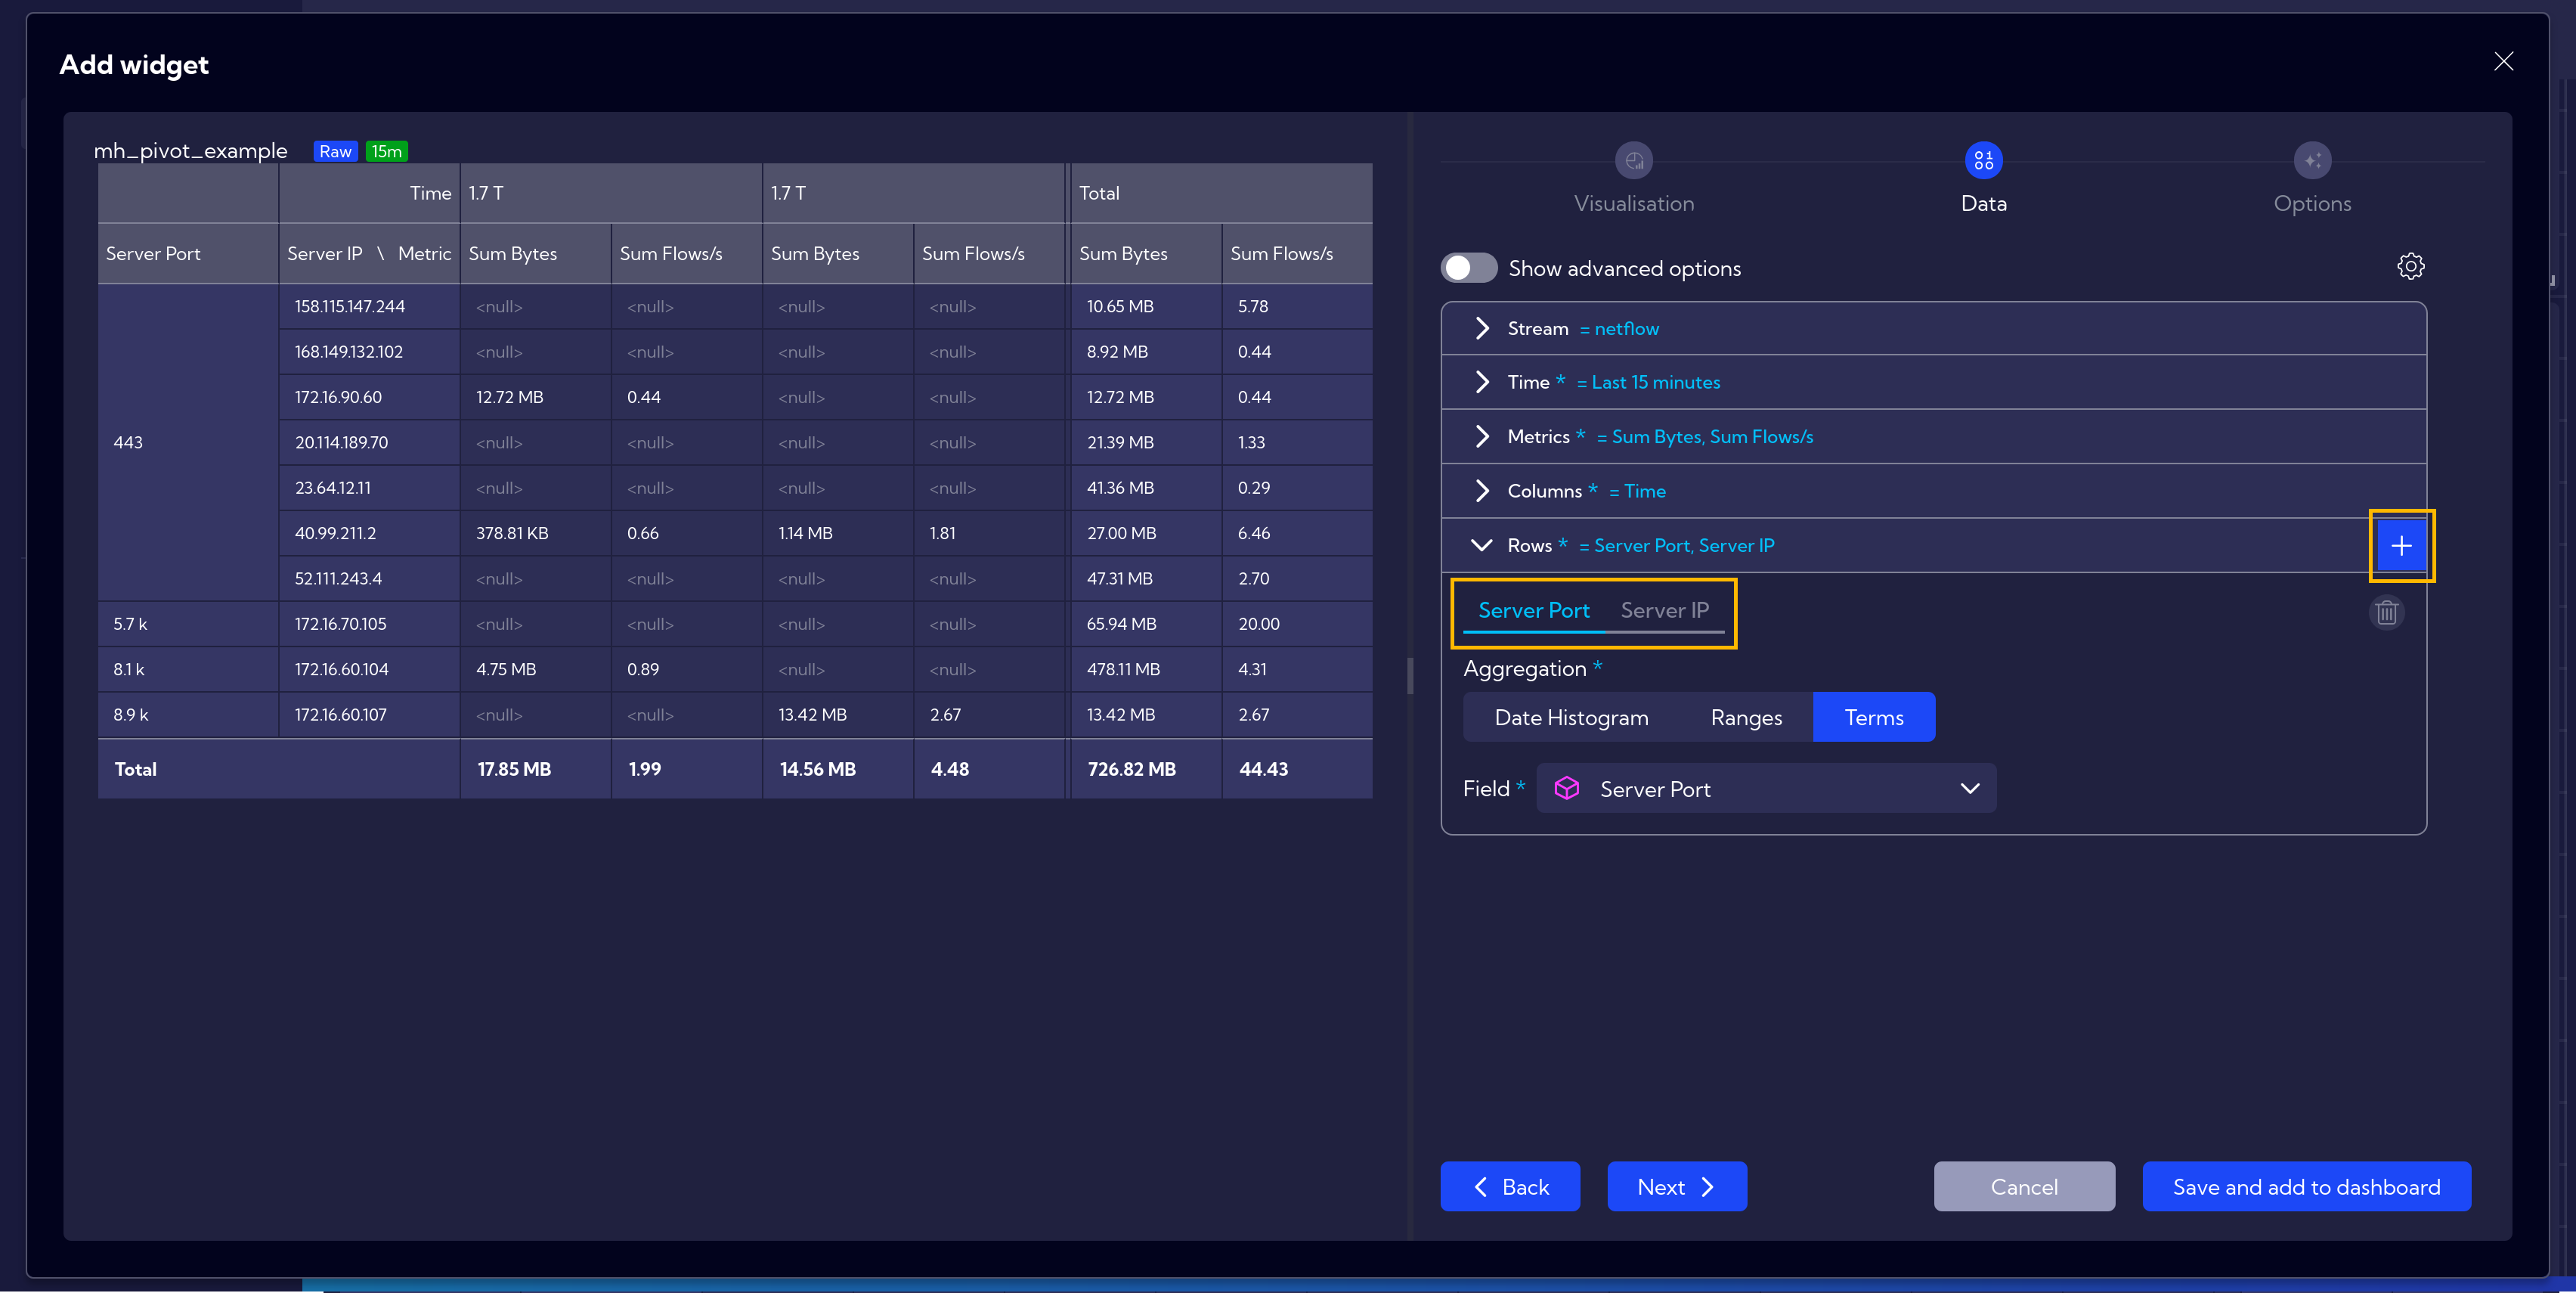 Add widget
mh_pivot_example Raw 15m
Time 1.7 T 1.7 T Total
Server Port Server IP \ Metric Sum Bytes Sum Flows/s Sum Bytes Sum Flows/s Sum Bytes Sum Flows/s
158.115.147.244 <null> <null> <null> <null> 10.65 MB 5.78
168.149.132.102 <null> <null> <null> <null> 8.92 MB 0.44
172.16.90.60 12.72 MB 0.44 <null> <null> 12.72 MB 0.44
443 20.114.189.70 <null> <null> <null> <null> 21.39 MB 1.33
23.64.12.11 <null> <null> <null> <null> 41.36 MB 0.29
40.99.211.2 378.81 KB 0.66 1.14 MB 1.81 27.00 MB 6.46
52.111.243.4 <null> <null> <null> <null> 47.31 MB 2.70
5.7 k 172.16.70.105 <null> <null> <null> <null> 65.94 MB 20.00
8.1 k 172.16.60.104 4.75 MB 0.89 <null> <null> 478.11 MB 4.31
8.9 k 172.16.60.107 <null> <null> 13.42 MB 2.67 13.42 MB 2.67
Total 17.85 MB 1.99 14.56 MB 4.48 726.82 MB 44.43
Visualisation Data Options
Show advanced options
Stream = netflow
Time * = Last 15 minutes
Metrics * = Sum Bytes, Sum Flows/s
Columns * = Time
Rows * = Server Port, Server IP
Server Port Server IP
Aggregation *
Date Histogram Ranges Terms
Field * Server Port
Back Next Cancel Save and add to dashboard